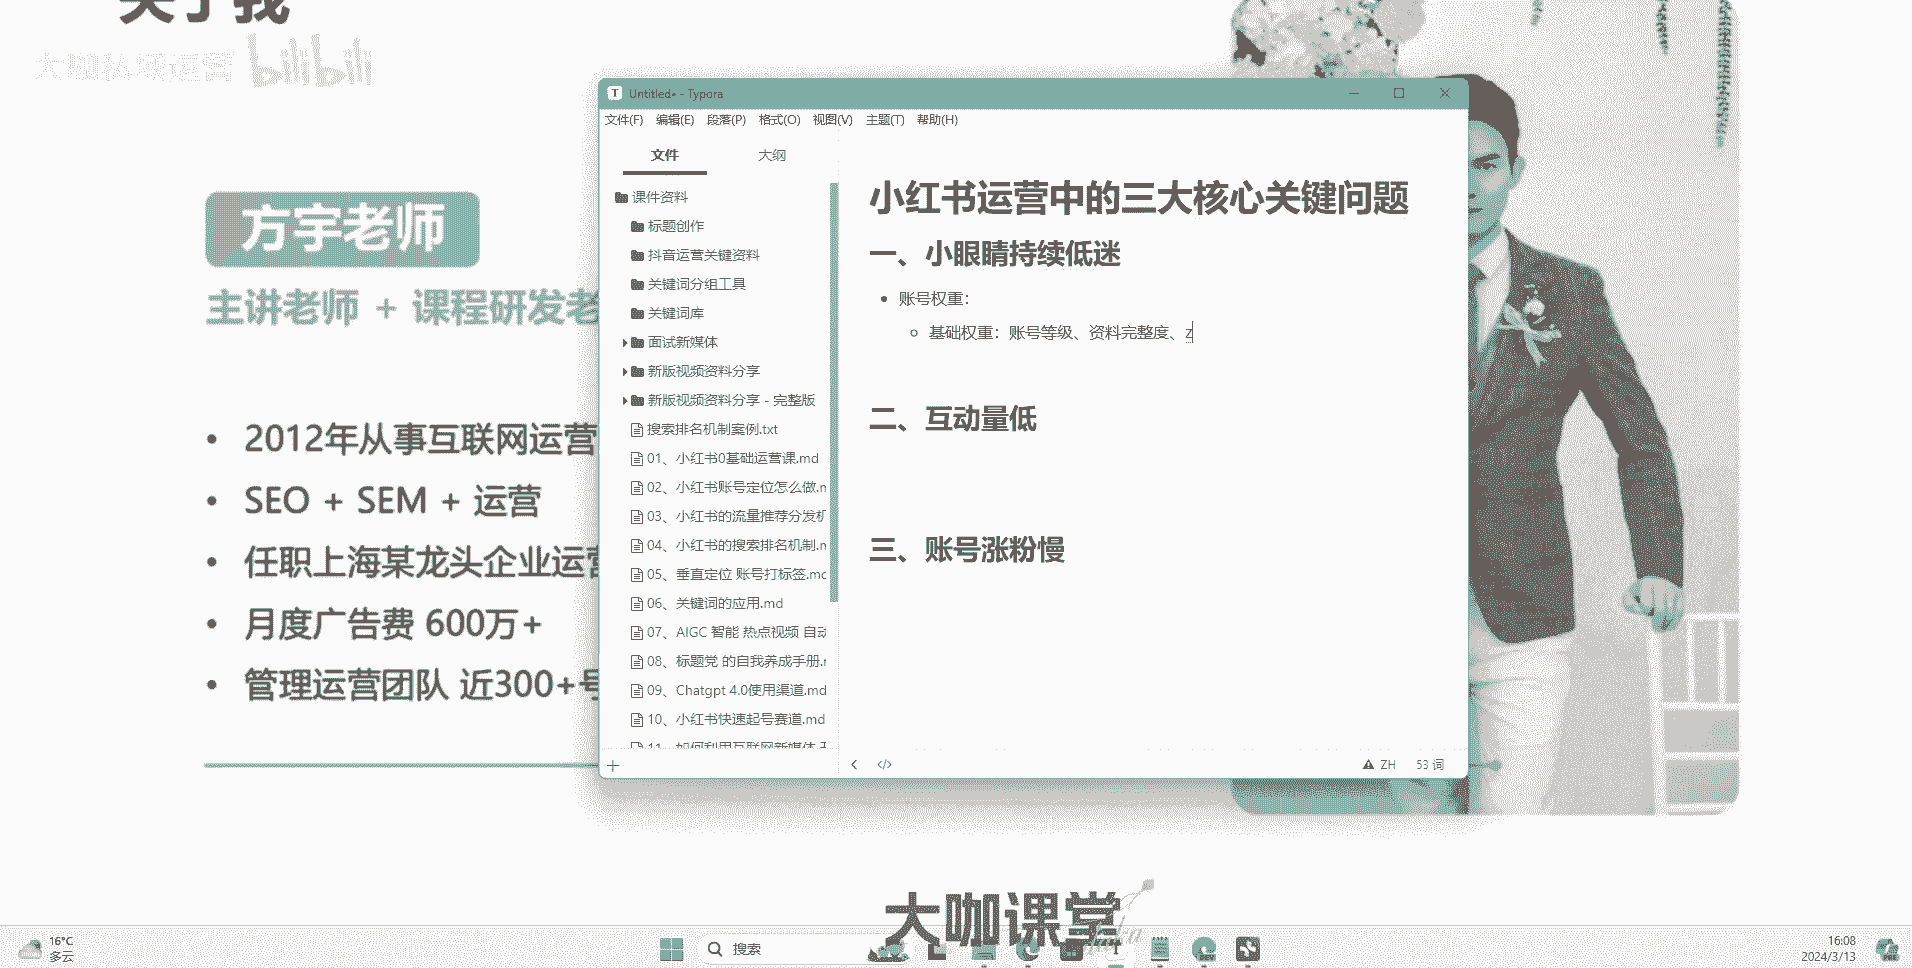 关于我
大咖私域运营 bilibili
方宇老师
主讲老师 + 课程研发老
2012年从事互联网运营
SEO + SEM + 运营
任职上海某龙头企业运营
月度广告费 600万+
管理运营团队 近300+号
Untitled• - Typora
文件(F) 编辑(E) 段落(P) 格式(O) 视图(V) 主题(T) 帮助(H)
文件 大纲
课件资料
标题创作
抖音运营关键资料
关键词分组工具
关键词库
面试新媒体
新版视频资料分享
新版视频资料分享 - 完整版
搜索排名机制案例.txt
01、小红书0基础运营课.md
02、小红书账号定位怎么做.m
03、小红书的流量推荐分发机
04、小红书的搜索排名机制.m
05、垂直定位 账号打标签.mc
06、关键词的应用.md
07、AIGC 智能 热点视频 自动
08、标题党 的自我养成手册.r
09、Chatgpt 4.0使用渠道.md
10、小红书快速起号赛道.md
11、如何利用互联网新媒体
小红书运营中的三大核心关键问题
一、小眼睛持续低迷
账号权重：
基础权重：账号等级、资料完整度、z
二、互动量低
三、账号涨粉慢
ZH 53 词
大咖课堂
16°C
多云
搜索
16:08
2024/3/13